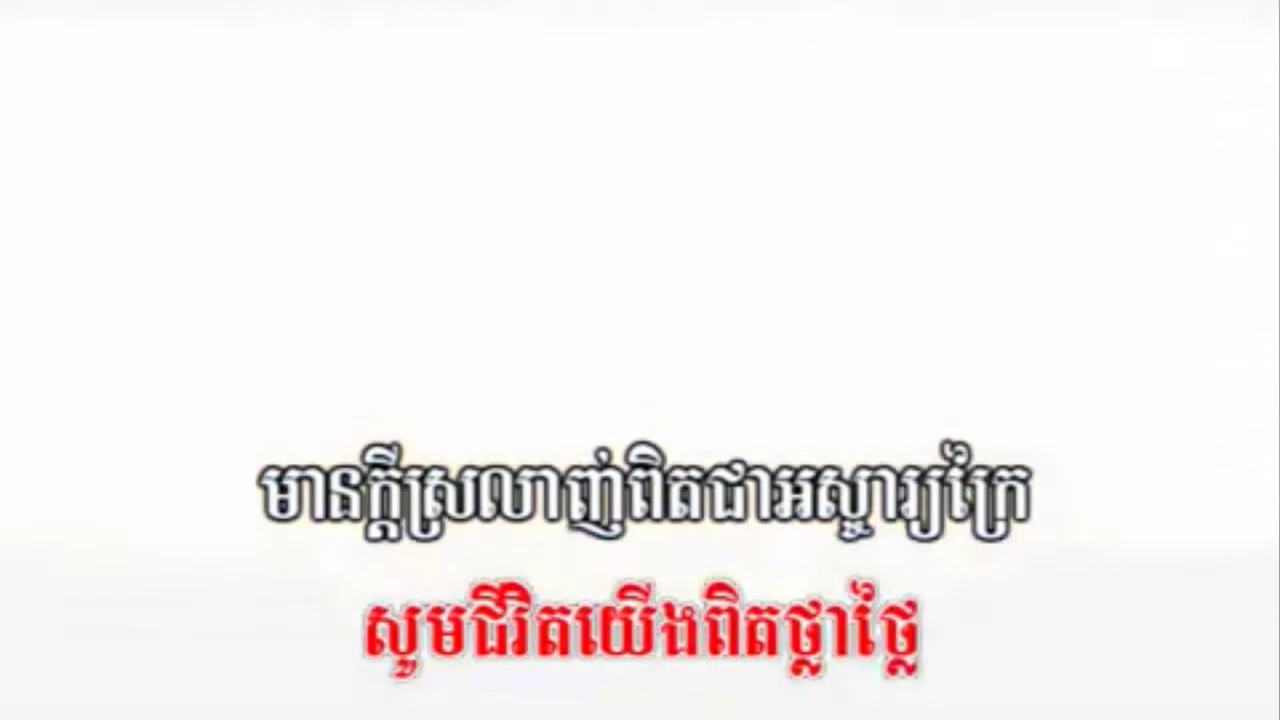 មានក្ដីស្រលាញ់ពិតជាអស្ចារ្យក្រៃ
សូមជីវិតយើងពិតថ្លាថ្លៃ